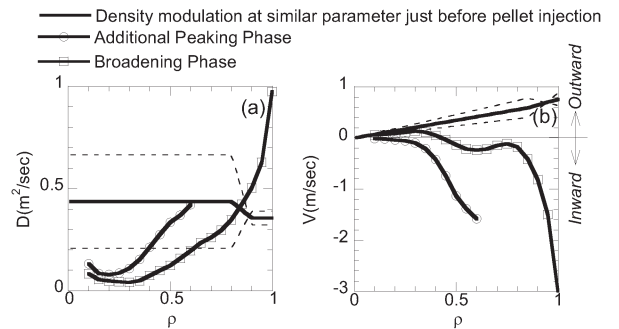 Density modulation at similar parameter just before pellet injection
Additional Peaking Phase
Broadening Phase
1
0.5
0
(a)
D(m²/sec)
0
0.5
1
ρ
1
0
-1
-2
-3
(b)
V(m/sec)
0
0.5
1
ρ
Outward
Inward